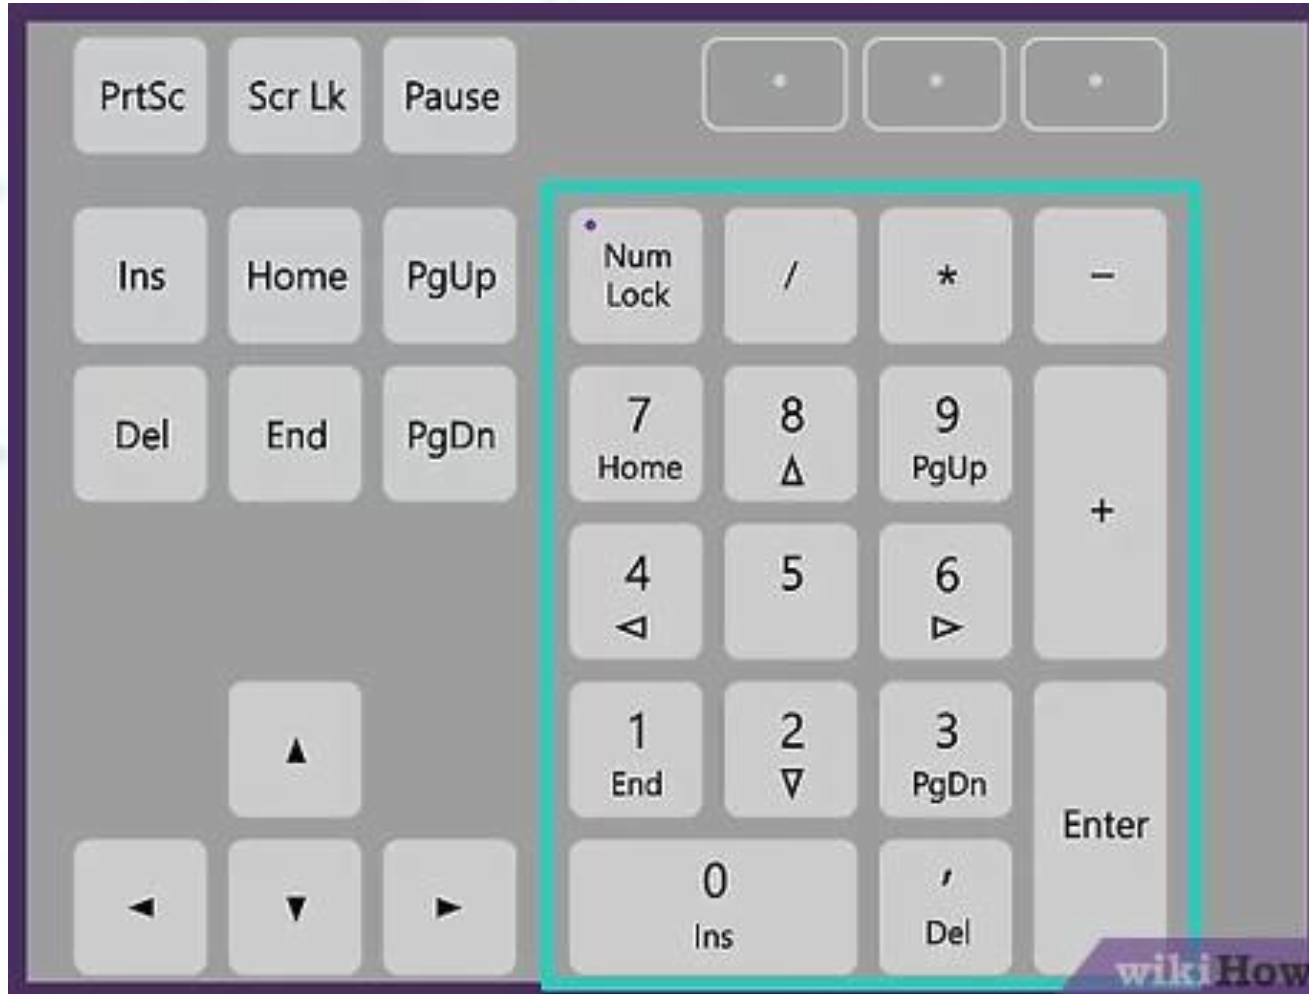 PrtSc Scr Lk Pause
Ins Home PgUp
Del End PgDn
Num
Lock
/ * −
7 8 9
Home Δ PgUp
+
4 5 6
◁ ▷
1 2 3
End ∇ PgDn
Enter
0 ,
Ins Del
▲
◄ ▼ ►
wikiHow